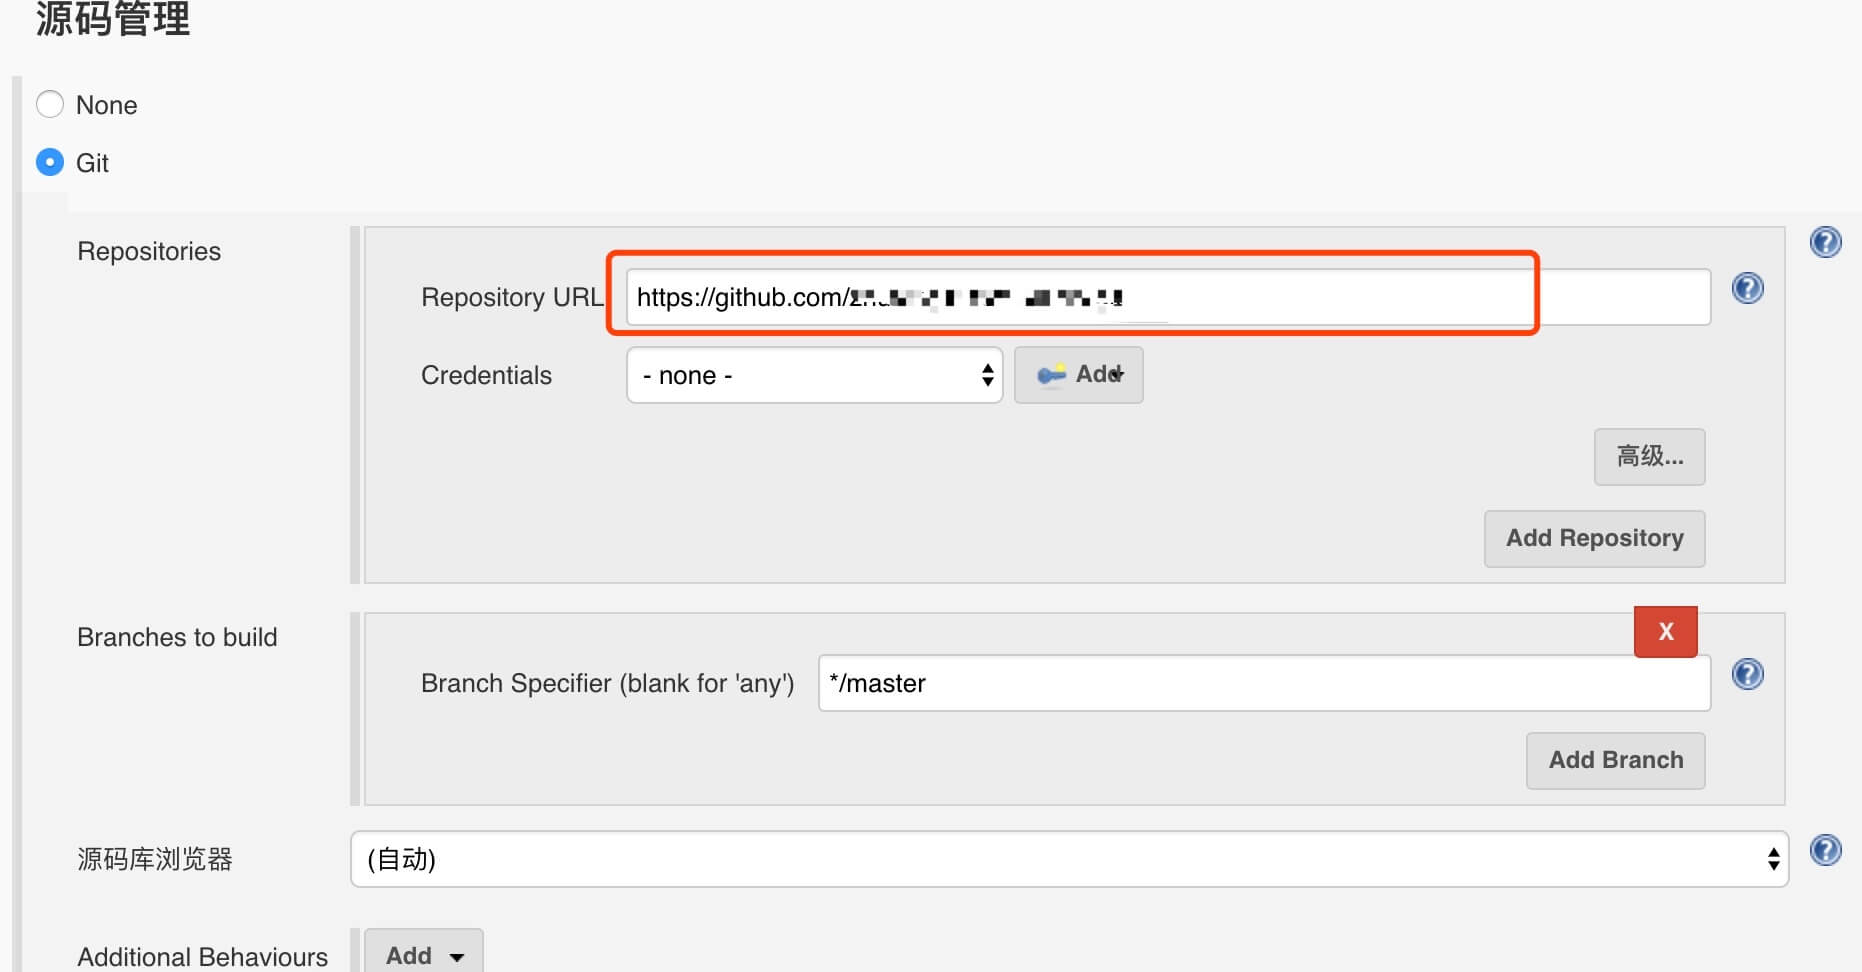 源码管理
None
Git
Repositories
Repository URL https://github.com/
Credentials - none - Add
高级...
Add Repository
X
Branches to build
Branch Specifier (blank for 'any') */master
Add Branch
源码库浏览器 (自动)
Additional Behaviours Add